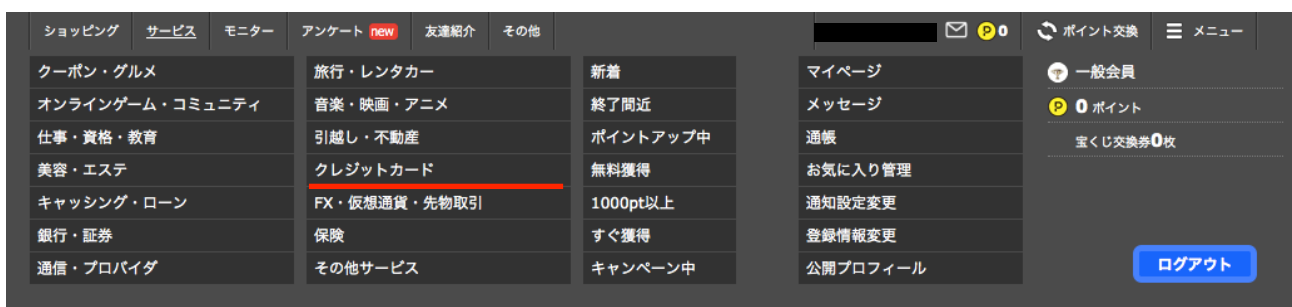 ショッピング サービス モニター アンケート new 友達紹介 その他 P 0 ポイント交換 メニュー
クーポン・グルメ
オンラインゲーム・コミュニティ
仕事・資格・教育
美容・エステ
キャッシング・ローン
銀行・証券
通信・プロバイダ
旅行・レンタカー
音楽・映画・アニメ
引越し・不動産
クレジットカード
FX・仮想通貨・先物取引
保険
その他サービス
新着
終了間近
ポイントアップ中
無料獲得
1000pt以上
すぐ獲得
キャンペーン中
マイページ
メッセージ
通帳
お気に入り管理
通知設定変更
登録情報変更
公開プロフィール
一般会員
P 0 ポイント
宝くじ交換券0枚
ログアウト